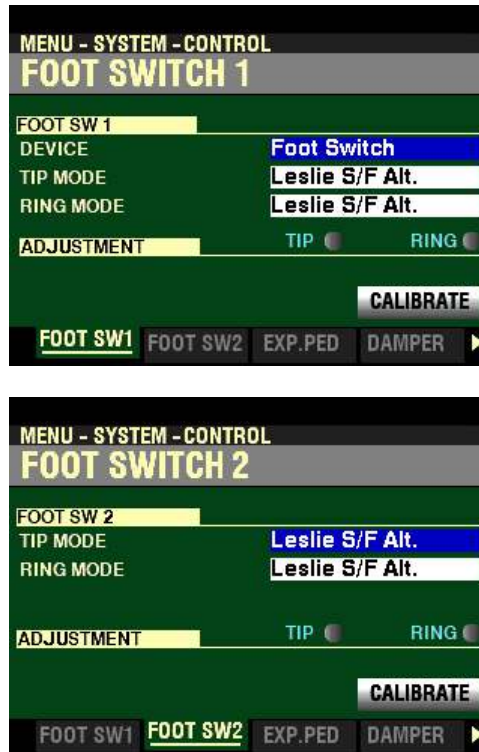 MENU - SYSTEM - CONTROL
FOOT SWITCH 1
FOOT SW 1
DEVICE Foot Switch
TIP MODE Leslie S/F Alt.
RING MODE Leslie S/F Alt.
ADJUSTMENT TIP RING
CALIBRATE
FOOT SW1 FOOT SW2 EXP.PED DAMPER
MENU - SYSTEM - CONTROL
FOOT SWITCH 2
FOOT SW 2
TIP MODE Leslie S/F Alt.
RING MODE Leslie S/F Alt.
ADJUSTMENT TIP RING
CALIBRATE
FOOT SW1 FOOT SW2 EXP.PED DAMPER